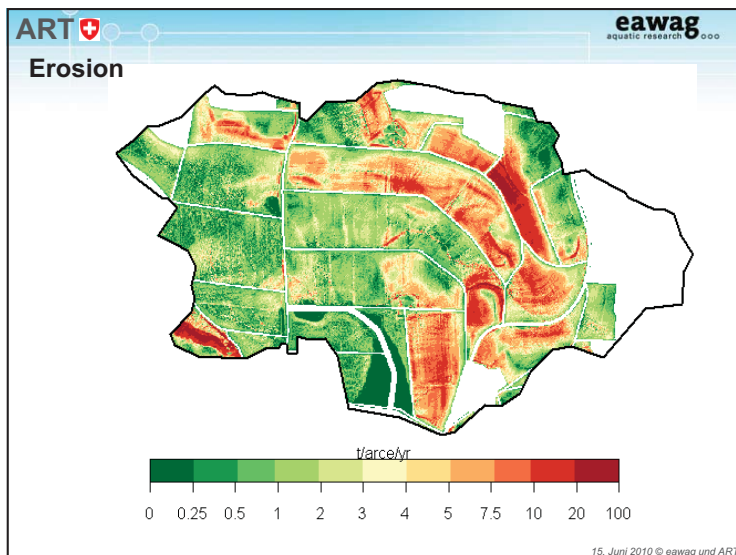 ART
eawag
aquatic research
Erosion
t/arce/yr
0 0.25 0.5 1 2 3 4 5 7.5 10 20 100
15. Juni 2010 © eawag und ART